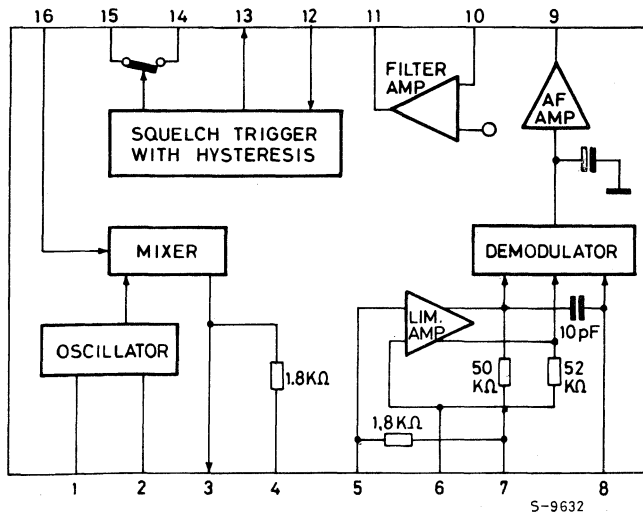 16 15 14 13 12 11 10 9
FILTER
AMP
AF
AMP
SQUELCH TRIGGER
WITH HYSTERESIS
MIXER
DEMODULATOR
LIM.
AMP
10pF
OSCILLATOR
1.8KΩ
50
KΩ
52
KΩ
1,8KΩ
1 2 3 4 5 6 7 8
S-9632